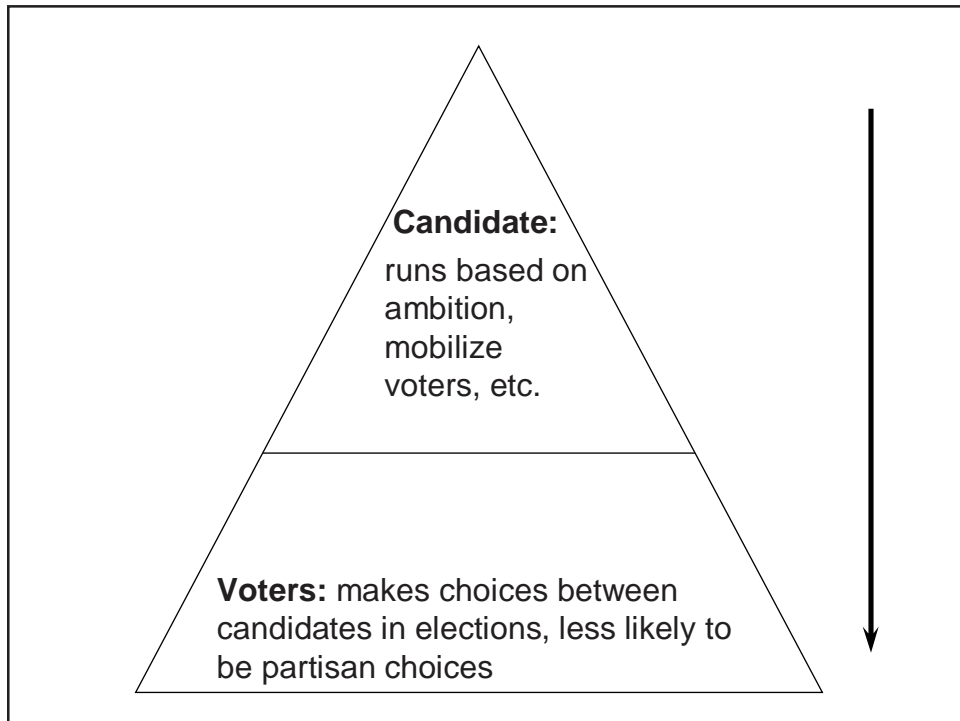 Candidate:
runs based on
ambition,
mobilize
voters, etc.
Voters: makes choices between
candidates in elections, less likely to
be partisan choices